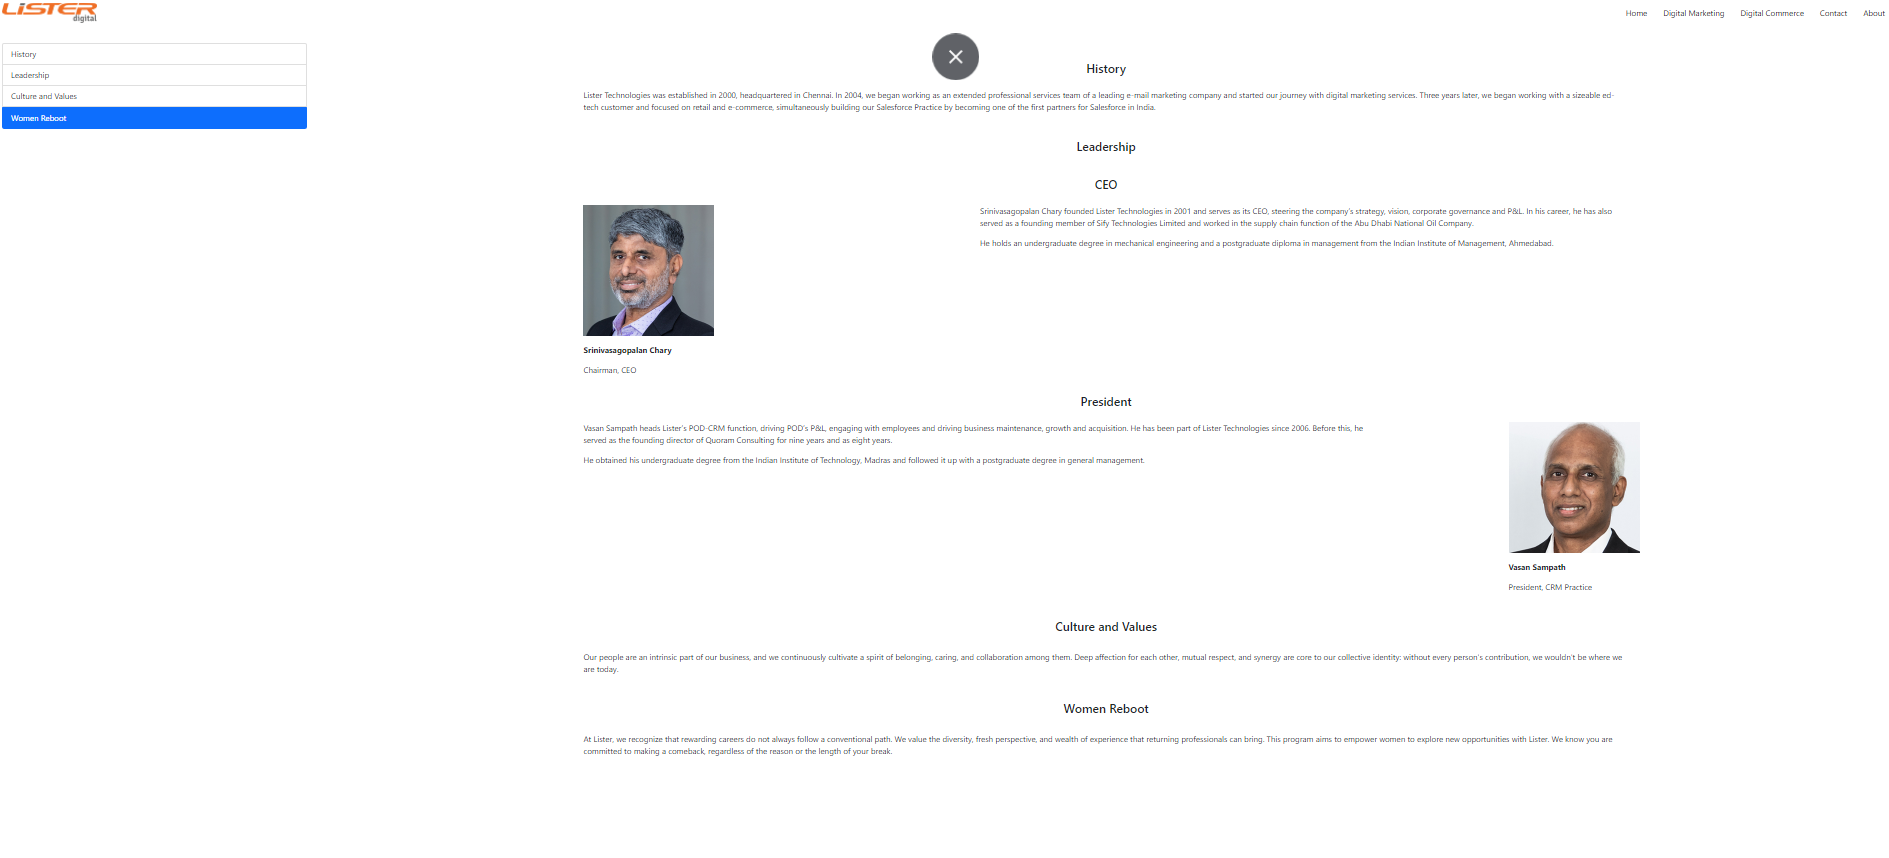 LiSTER
digital
Home Digital Marketing Digital Commerce Contact About
History
Leadership
Culture and Values
Women Reboot
History
Lister Technologies was established in 2000, headquartered in Chennai. In 2004, we began working as an extended professional services team of a leading e-mail marketing company and started our journey with digital marketing services. Three years later, we began working with a sizeable ed-
tech customer and focused on retail and e-commerce, simultaneously building our Salesforce Practice by becoming one of the first partners for Salesforce in India.
Leadership
CEO
Srinivasagopalan Chary founded Lister Technologies in 2001 and serves as its CEO, steering the company's strategy, vision, corporate governance and P&L. In his career, he has also
served as a founding member of Sify Technologies Limited and worked in the supply chain function of the Abu Dhabi National Oil Company.
He holds an undergraduate degree in mechanical engineering and a postgraduate diploma in management from the Indian Institute of Management, Ahmedabad.
Srinivasagopalan Chary
Chairman, CEO
President
Vasan Sampath heads Lister's POD-CRM function, driving POD's P&L, engaging with employees and driving business maintenance, growth and acquisition. He has been part of Lister Technologies since 2006. Before this, he
served as the founding director of Quoram Consulting for nine years and as eight years.
He obtained his undergraduate degree from the Indian Institute of Technology, Madras and followed it up with a postgraduate degree in general management.
Vasan Sampath
President, CRM Practice
Culture and Values
Our people are an intrinsic part of our business, and we continuously cultivate a spirit of belonging, caring, and collaboration among them. Deep affection for each other, mutual respect, and synergy are core to our collective identity: without every person's contribution, we wouldn't be where we
are today.
Women Reboot
At Lister, we recognize that rewarding careers do not always follow a conventional path. We value the diversity, fresh perspective, and wealth of experience that returning professionals can bring. This program aims to empower women to explore new opportunities with Lister. We know you are
committed to making a comeback, regardless of the reason or the length of your break.